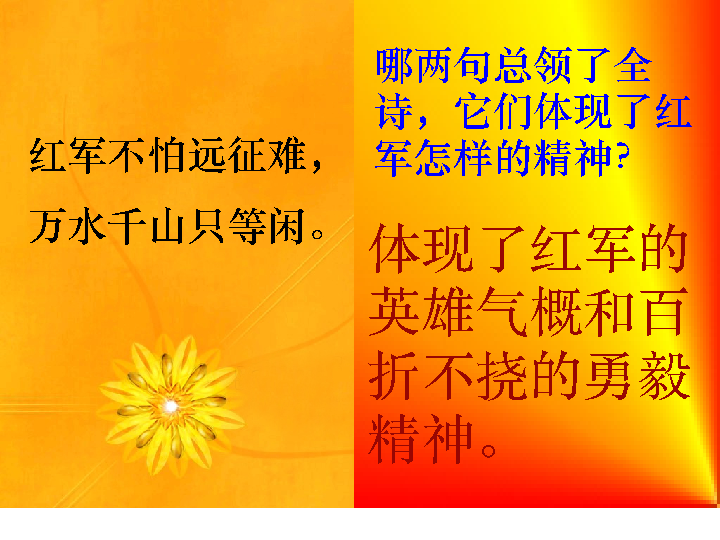 红军不怕远征难，
万水千山只等闲。
哪两句总领了全
诗，它们体现了红
军怎样的精神?
体现了红军的
英雄气概和百
折不挠的勇毅
精神。